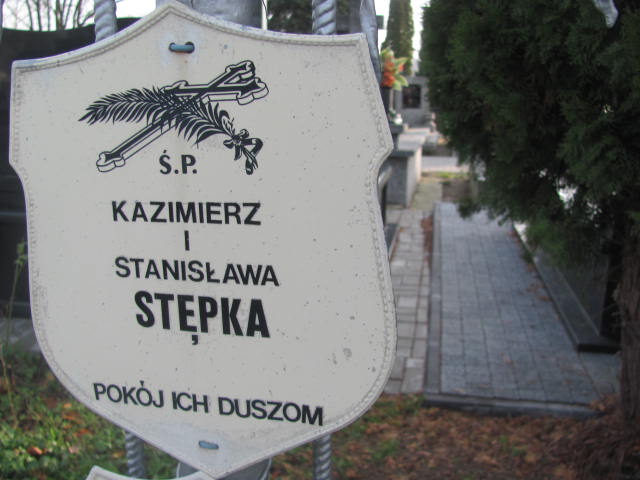 Ś.P.
KAZIMIERZ
I
STANISŁAWA
STĘPKA
POKÓJ ICH DUSZOM